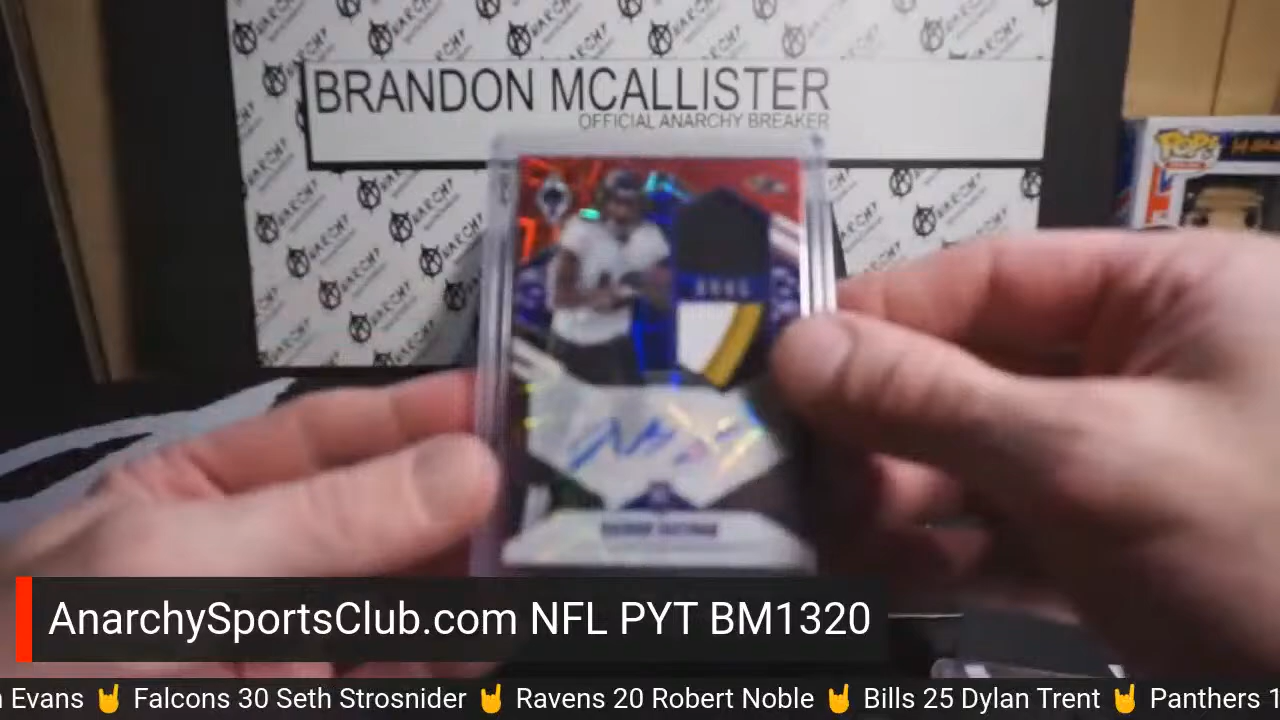 BRANDON MCALLISTER
OFFICIAL ANARCHY BREAKER
POP!
AnarchySportsClub.com NFL PYT BM1320
Evans 🤘 Falcons 30 Seth Strosnider 🤘 Ravens 20 Robert Noble 🤘 Bills 25 Dylan Trent 🤘 Panthers 1